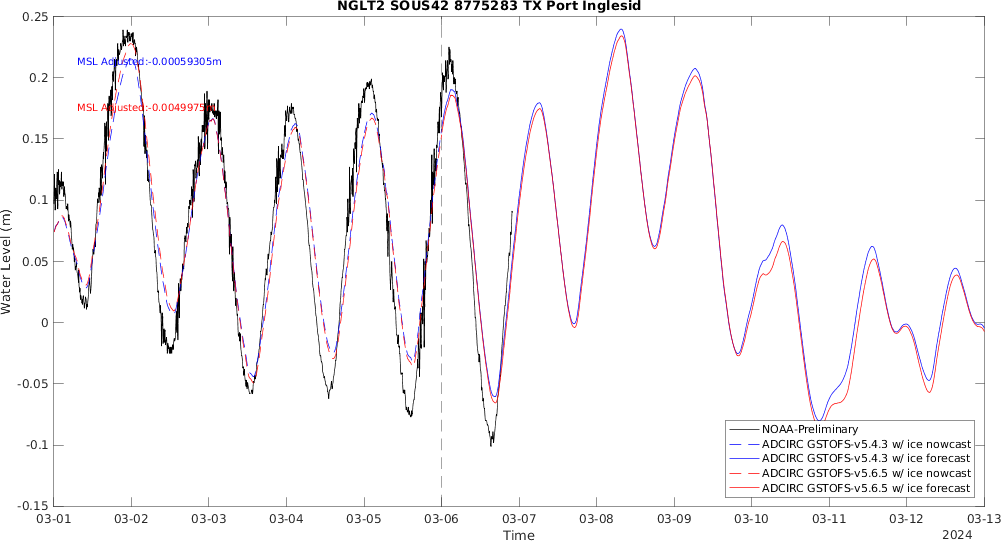 NGLT2 SOUS42 8775283 TX Port Inglesid
0.25
0.2
0.15
0.1
0.05
0
-0.05
-0.1
-0.15
Water Level (m)
MSL Adjusted:-0.00059305m
MSL Adjusted:-0.0049975m
NOAA-Preliminary
ADCIRC GSTOFS-v5.4.3 w/ ice nowcast
ADCIRC GSTOFS-v5.4.3 w/ ice forecast
ADCIRC GSTOFS-v5.6.5 w/ ice nowcast
ADCIRC GSTOFS-v5.6.5 w/ ice forecast
03-01 03-02 03-03 03-04 03-05 03-06 03-07 03-08 03-09 03-10 03-11 03-12 03-13
Time
2024